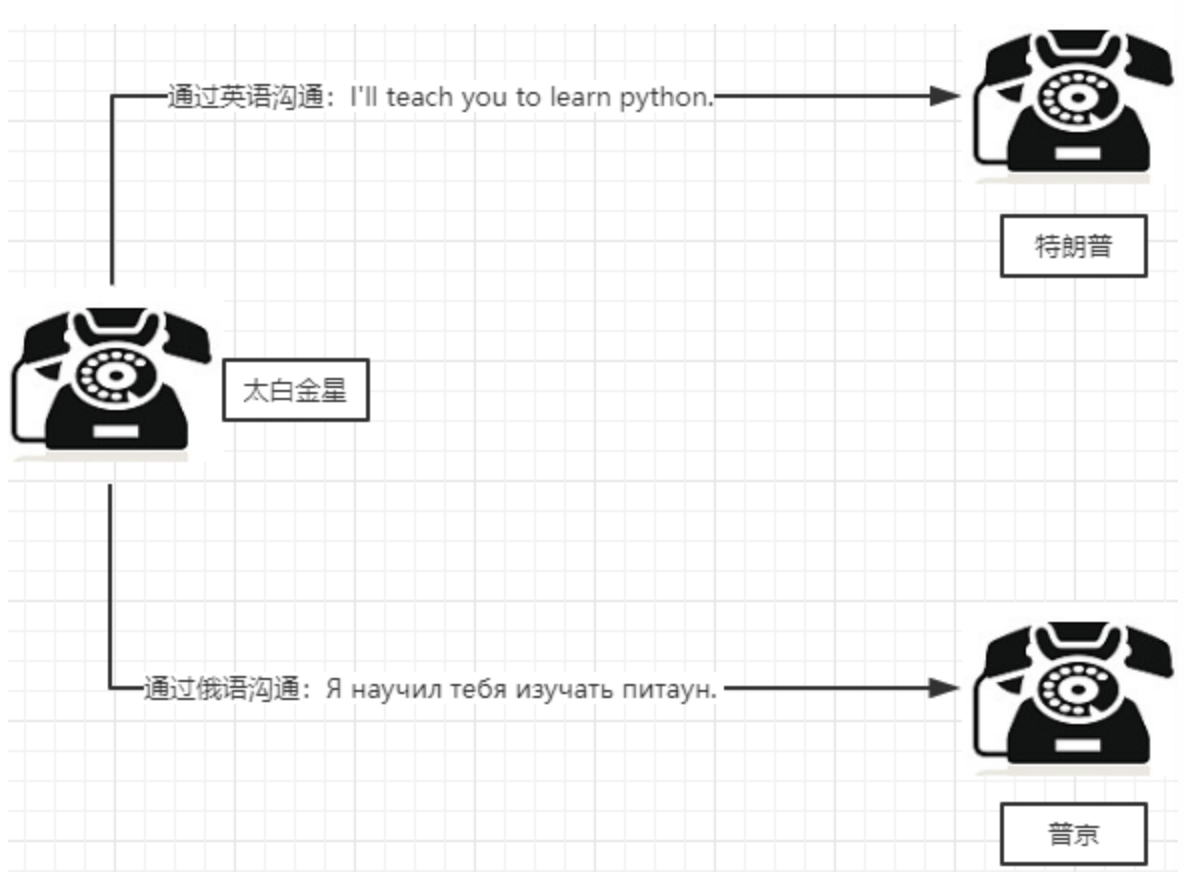 通过英语沟通：I'll teach you to learn python.
特朗普
太白金星
通过俄语沟通：Я научил тебя изучать питаун.
普京